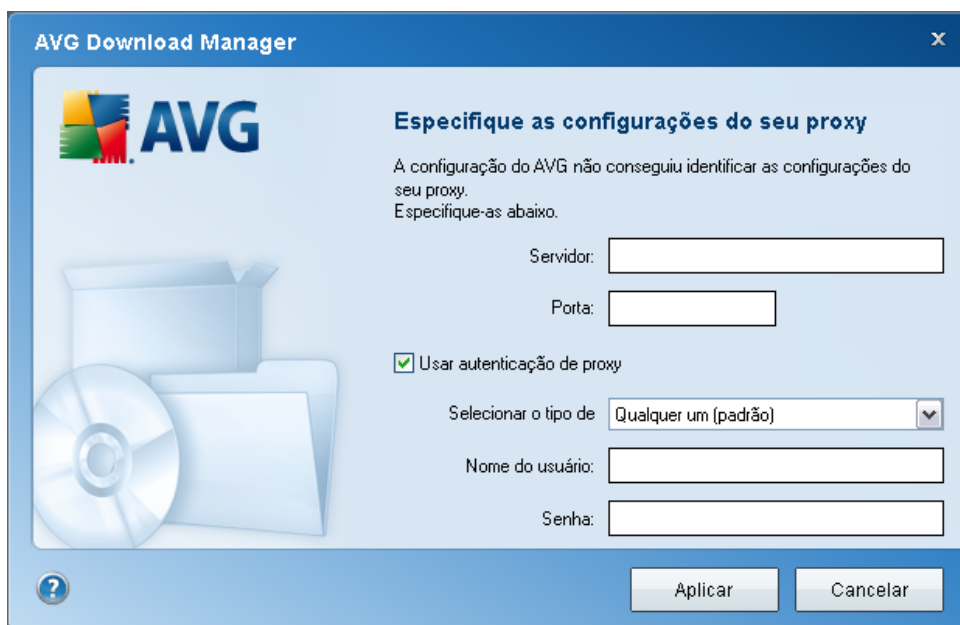 AVG Download Manager
x
AVG
Especifique as configurações do seu proxy
A configuração do AVG não conseguiu identificar as configurações do
seu proxy.
Especifique-as abaixo.
Servidor:
Porta:
Usar autenticação de proxy
Selecionar o tipo de
Qualquer um (padrão)
Nome do usuário:
Senha:
?
Aplicar
Cancelar